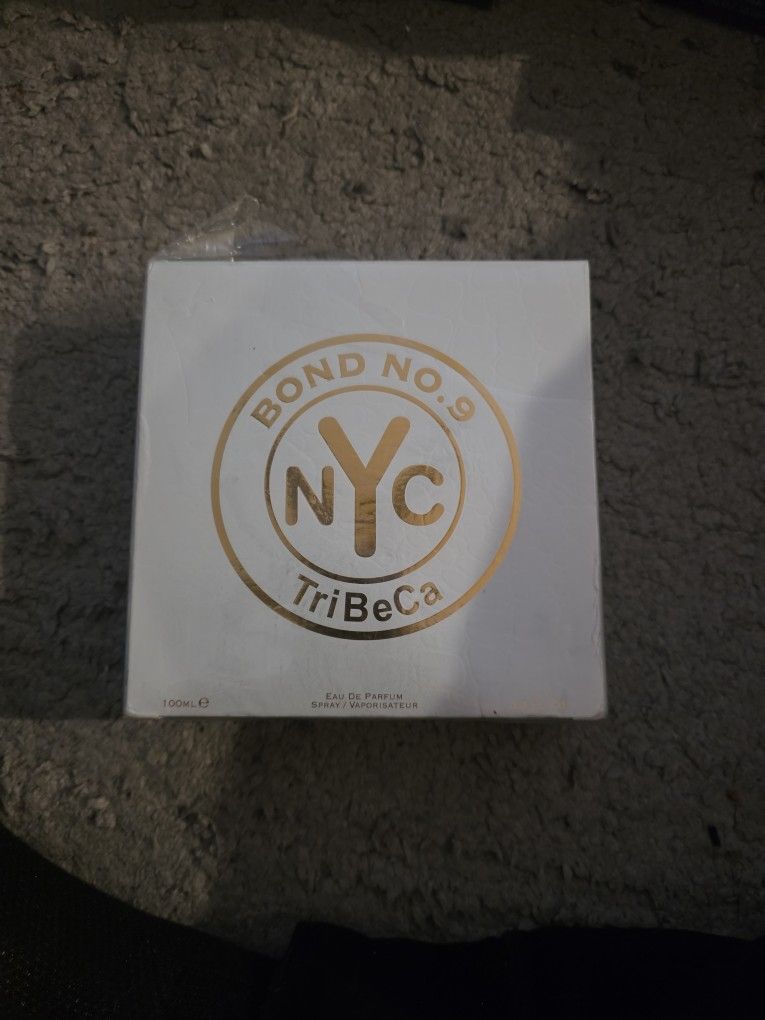 BOND NO.9
NYC
TriBeCa
100ML ℮
EAU DE PARFUM
SPRAY / VAPORISATEUR